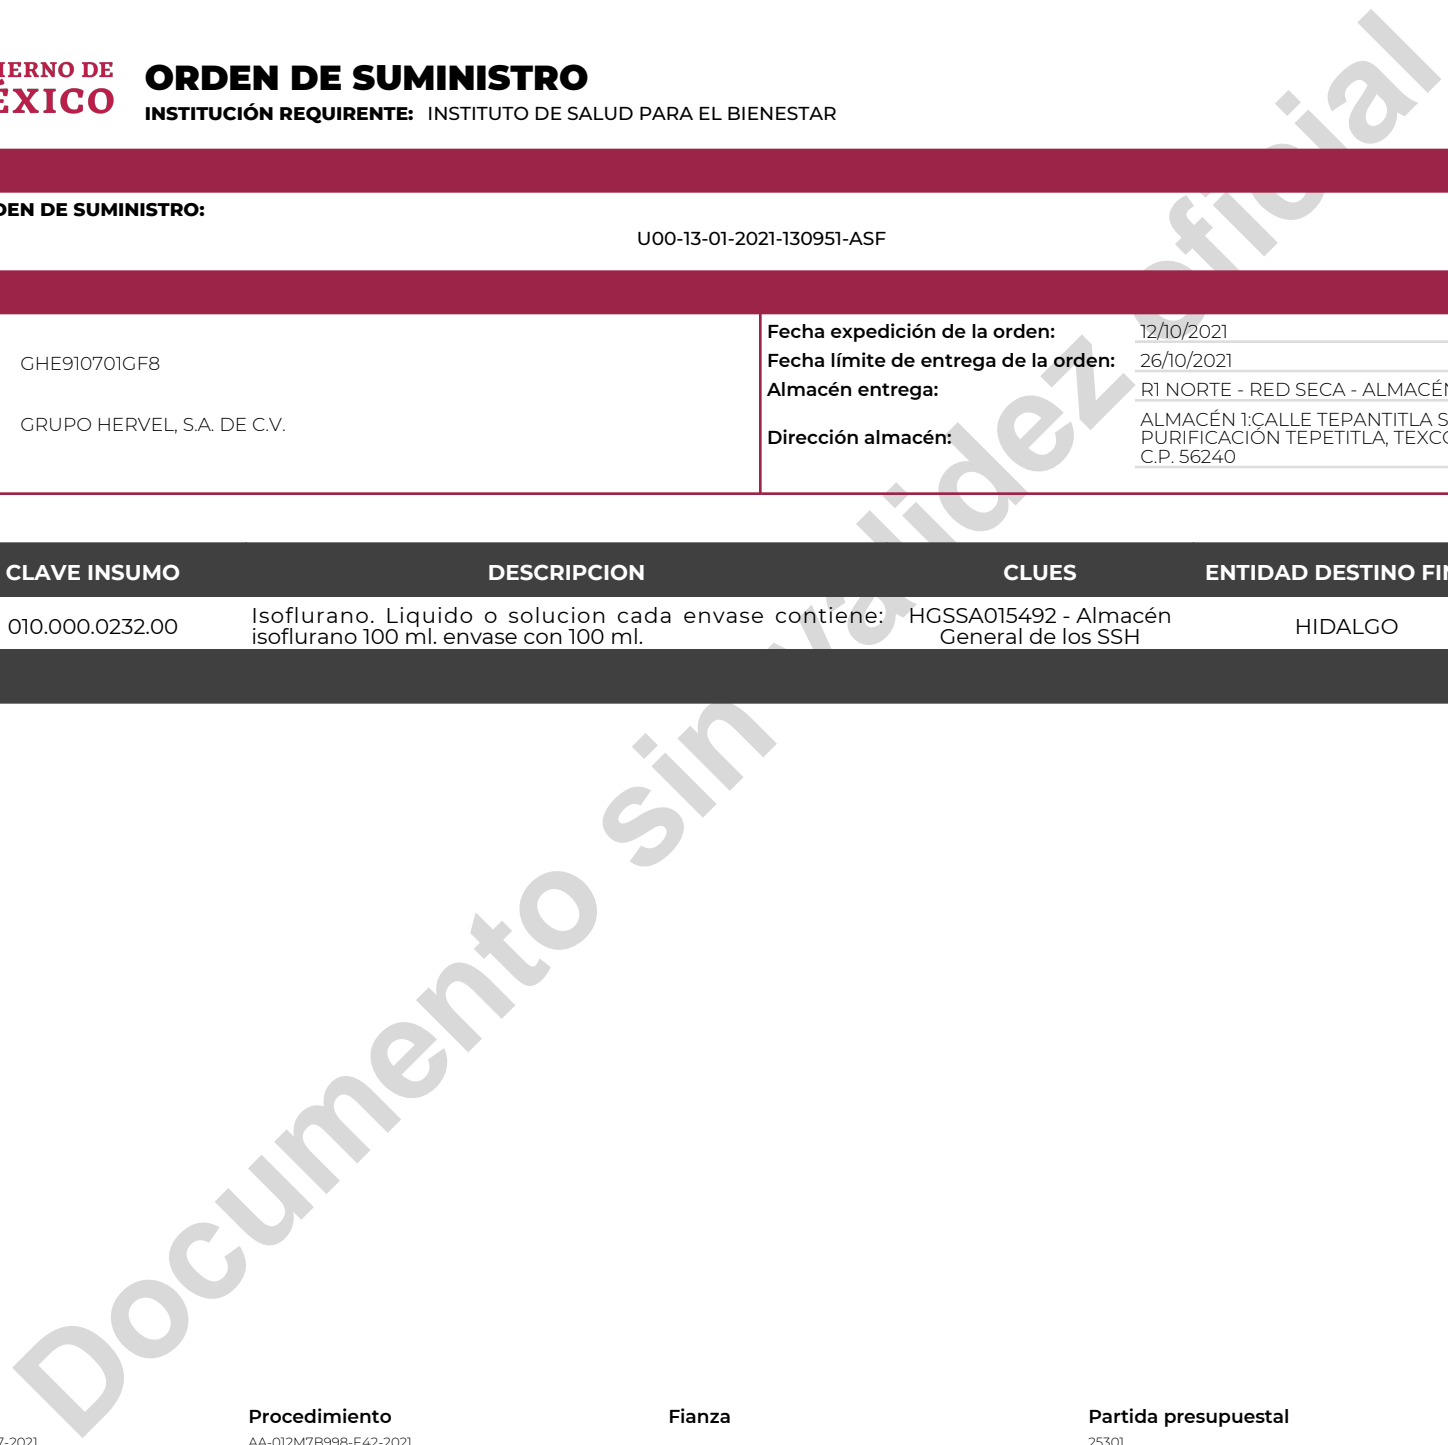 ORDEN DE SUMINISTRO
INSTITUCIÓN REQUIRENTE: INSTITUTO DE SALUD PARA EL BIENESTAR
DE
XICO
DE SUMINISTRO:
U00-13-01-2021-130951-ASF
GHE910701GF8
GRUPO HERVEL, S.A. DE C.V.
Fecha expedición de la orden: 12/10/2021
Fecha límite de entrega de la orden: 26/10/2021
Almacén entrega: R1 NORTE - RED SECA - ALMACÉN
Dirección almacén: ALMACÉN 1:CALLE TEPANTITLA
PURIFICACIÓN TEPETITLA,
C.P. 56240
CLAVE INSUMO DESCRIPCION CLUES ENTIDAD DESTINO
010.000.0232.00 Isoflurano. Liquido o solucion cada envase contiene: isoflurano 100 ml. envase con 100 ml. HGSSA015492 - Almacén General de los SSH HIDALGO
Documento sin validez oficial
Procedimiento Fianza Partida presupuestal
-2021 AA-012M7B998-E42-2021 25301